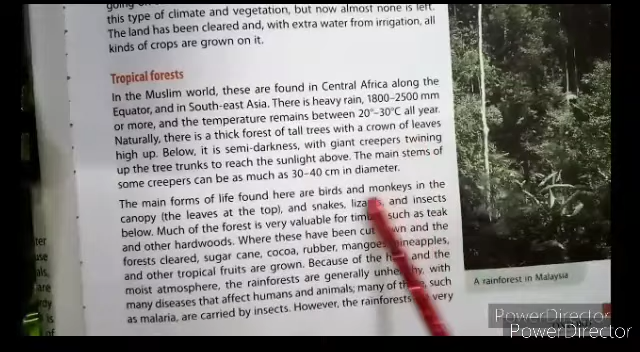 this type of climate and vegetation, but now almost none is left.
The land has been cleared and, with extra water from irrigation, all
kinds of crops are grown on it.
Tropical forests
In the Muslim world, these are found in Central Africa along the
Equator, and in South-east Asia. There is heavy rain, 1800–2500 mm
or more, and the temperature remains between 20°–30°C all year.
Naturally, there is a thick forest of tall trees with a crown of leaves
high up. Below, it is semi-darkness, with giant creepers twining
up the tree trunks to reach the sunlight above. The main stems of
some creepers can be as much as 30–40 cm in diameter.
The main forms of life found here are birds and monkeys in the
canopy (the leaves at the top), and snakes, and insects
below. Much of the forest is very valuable for such as teak
and other hardwoods. Where these have been cut and the
forests cleared, sugar cane, cocoa, rubber, mangoes,
and other tropical fruits are grown. Because of the and the
moist atmosphere, the rainforests are generally with
many diseases that affect humans and animals; many of such
as malaria, are carried by insects. However, the rainforests very
A rainforest in Malaysia
PowerDirector
PowerDirector